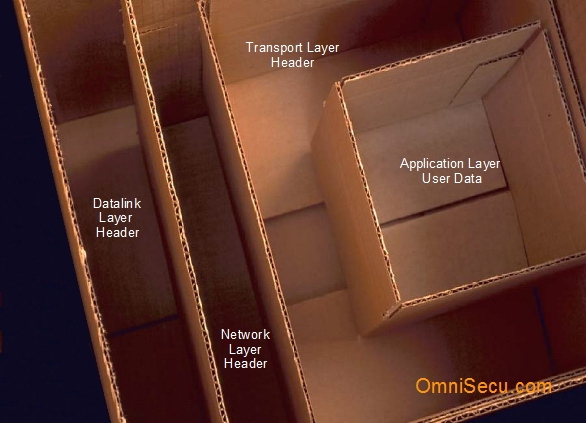 Transport Layer
Header
Application Layer
User Data
Datalink
Layer
Header
Network
Layer
Header
OmniSecu.com